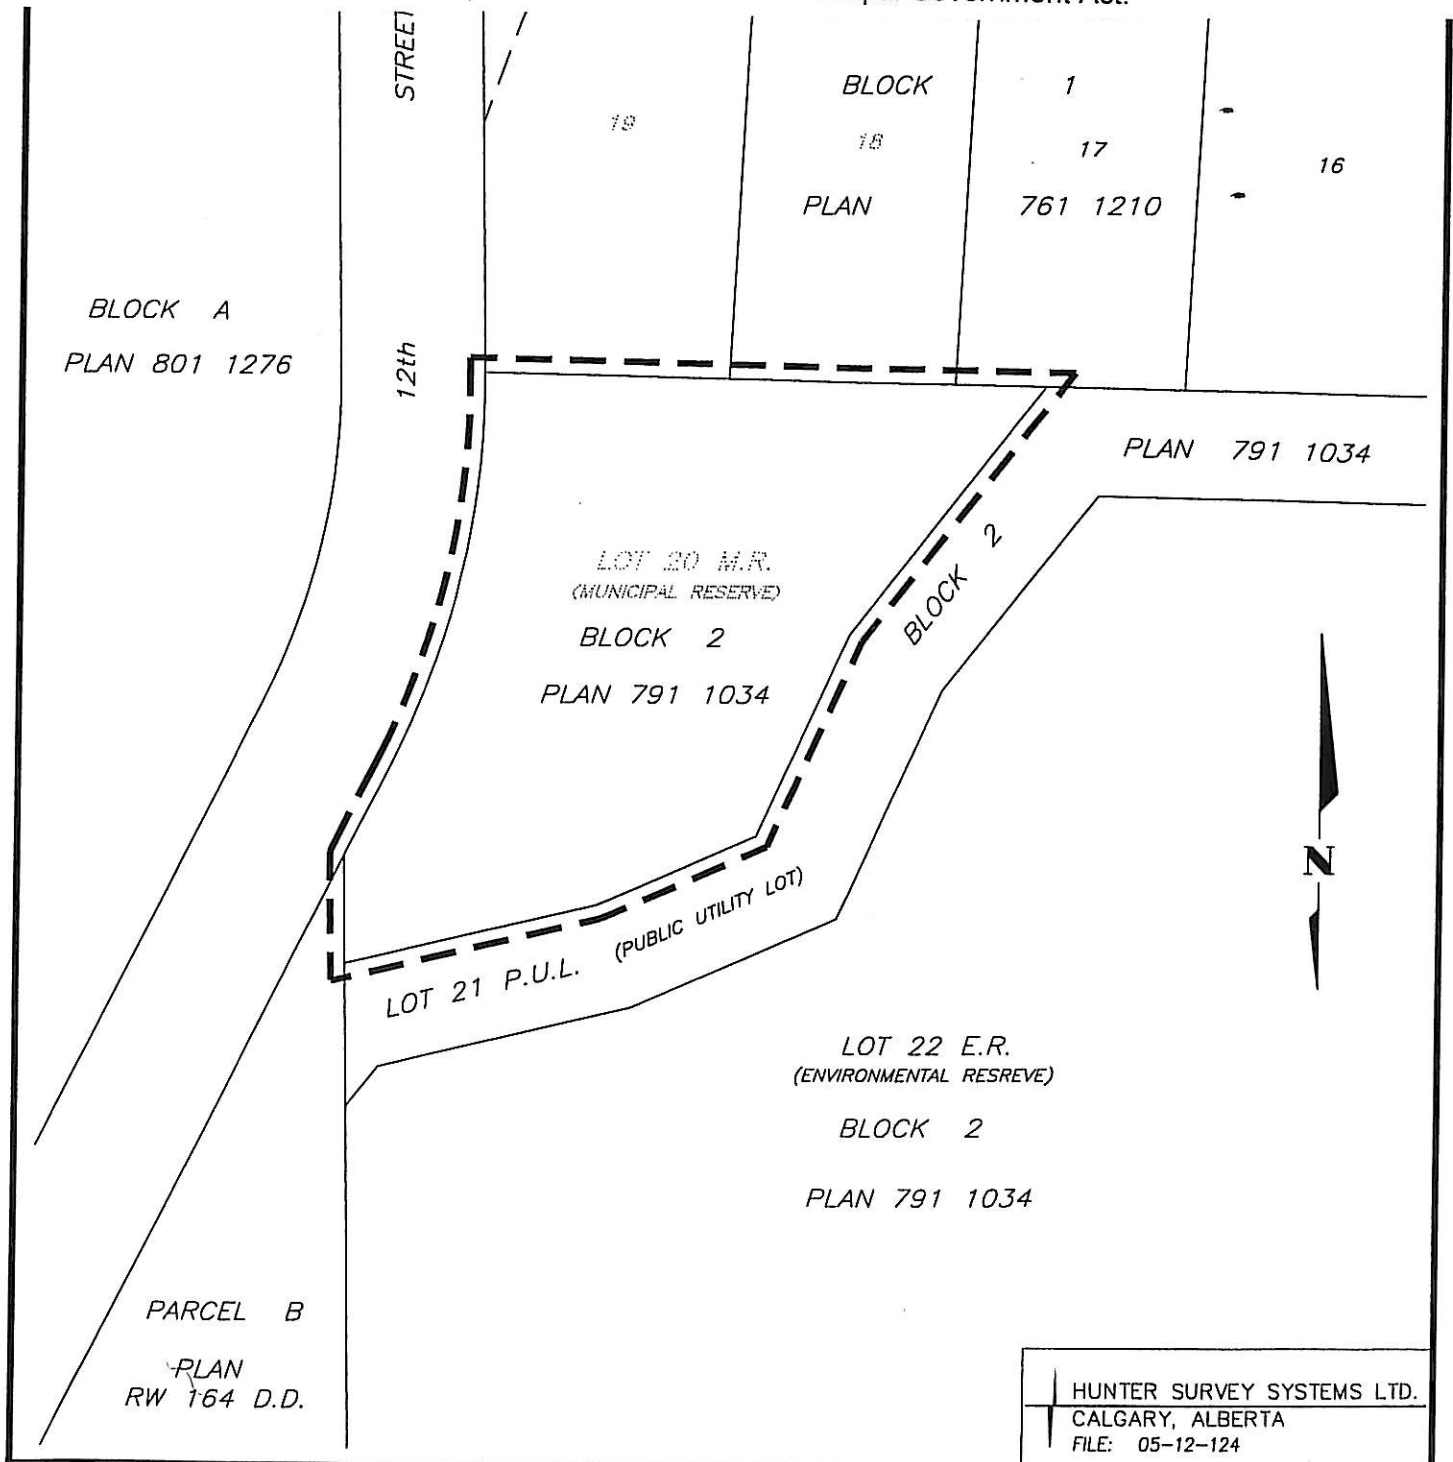 Government Act.
STREET
12th
BLOCK 1
19
18
17
16
PLAN 761 1210
BLOCK A
PLAN 801 1276
PLAN 791 1034
LOT 20 M.R.
(MUNICIPAL RESERVE)
BLOCK 2
PLAN 791 1034
BLOCK 2
LOT 21 P.U.L. (PUBLIC UTILITY LOT)
N
LOT 22 E.R.
(ENVIRONMENTAL RESREVE)
BLOCK 2
PLAN 791 1034
PARCEL B
PLAN
RW 164 D.D.
HUNTER SURVEY SYSTEMS LTD.
CALGARY, ALBERTA
FILE: 05-12-124